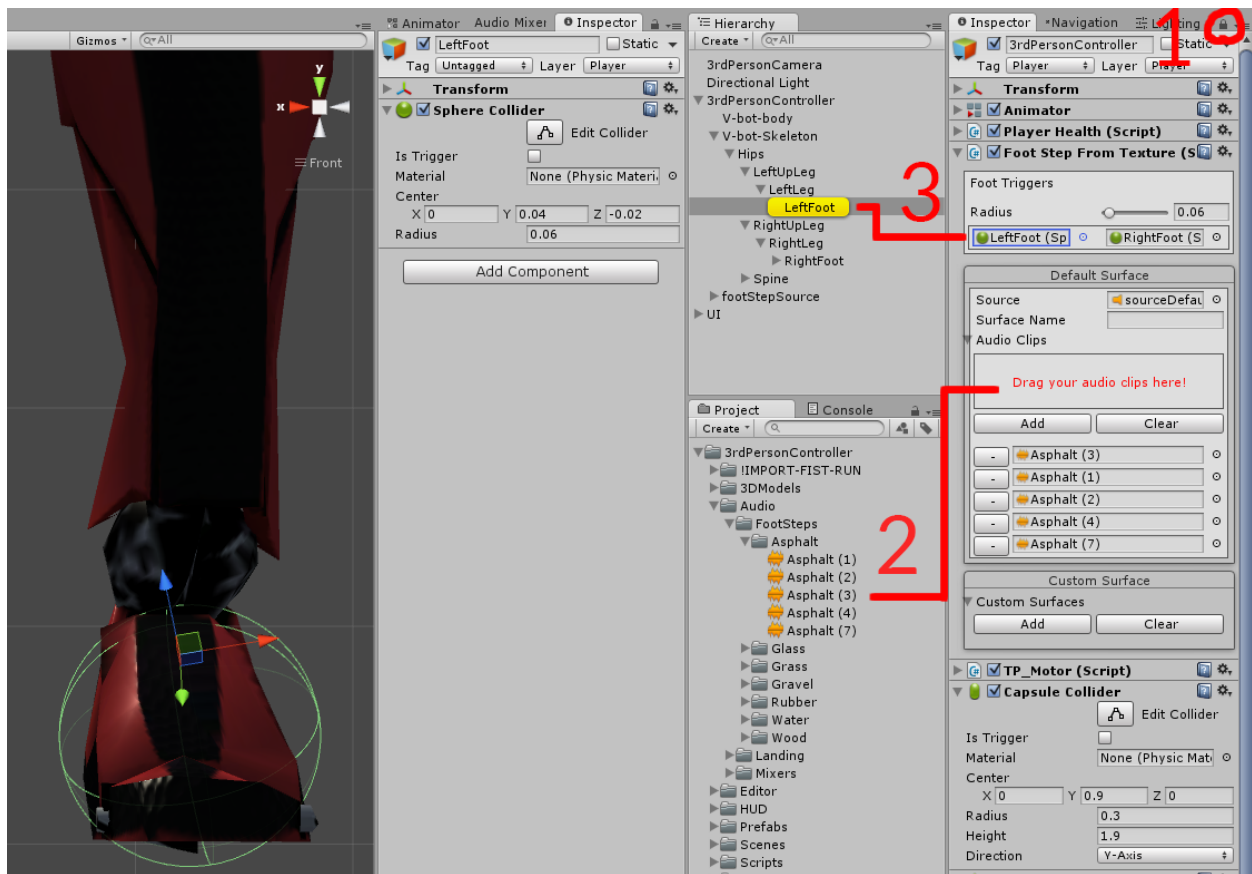 Gizmos
All
y
x
Front
Animator Audio Mixer Inspector
LeftFoot Static
Tag Untagged Layer Player
Transform
Sphere Collider
Edit Collider
Is Trigger
Material None (Physic Materi
Center
X 0 Y 0.04 Z -0.02
Radius 0.06
Add Component
Hierarchy
Create All
3rdPersonCamera
Directional Light
3rdPersonController
V-bot-body
V-bot-Skeleton
Hips
LeftUpLeg
LeftLeg
LeftFoot
RightUpLeg
RightLeg
RightFoot
Spine
footStepSource
UI
3
Project Console
Create
3rdPersonController
!IMPORT-FIST-RUN
3DModels
Audio
FootSteps
Asphalt
Asphalt (1)
Asphalt (2)
Asphalt (3)
Asphalt (4)
Asphalt (7)
Glass
Grass
Gravel
Rubber
Water
Wood
Landing
Mixers
Editor
HUD
Prefabs
Scenes
Scripts
2
Inspector Navigation Lighting
1
3rdPersonController Static
Tag Player Layer Player
Transform
Animator
Player Health (Script)
Foot Step From Texture (S
Foot Triggers
Radius 0.06
LeftFoot (Sp RightFoot (S
Default Surface
Source sourceDefau
Surface Name
Audio Clips
Drag your audio clips here!
Add Clear
- Asphalt (3)
- Asphalt (1)
- Asphalt (2)
- Asphalt (4)
- Asphalt (7)
Custom Surface
Custom Surfaces
Add Clear
TP_Motor (Script)
Capsule Collider
Edit Collider
Is Trigger
Material None (Physic Mat
Center
X 0 Y 0.9 Z 0
Radius 0.3
Height 1.9
Direction Y-Axis